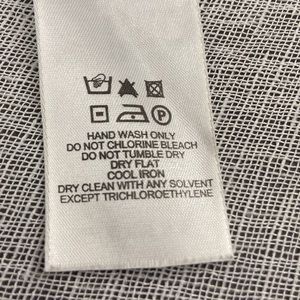 P
HAND WASH ONLY
DO NOT CHLORINE BLEACH
DO NOT TUMBLE DRY
DRY FLAT
COOL IRON
DRY CLEAN WITH ANY SOLVENT
EXCEPT TRICHLOROETHYLENE